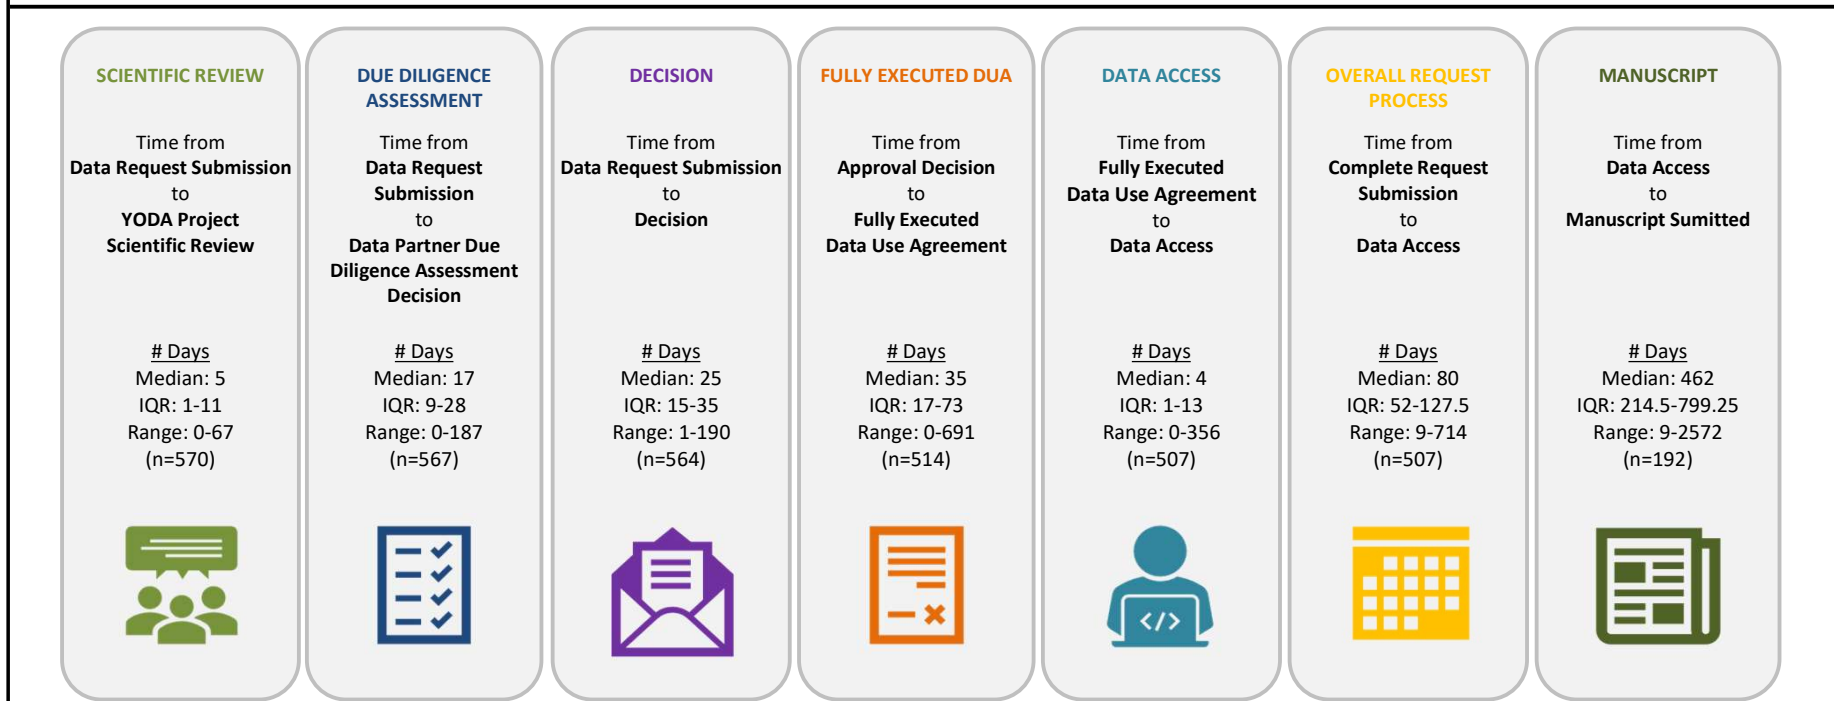 SCIENTIFIC REVIEW
Time from
Data Request Submission
to
YODA Project
Scientific Review
# Days
Median: 5
IQR: 1-11
Range: 0-67
(n=570)
DUE DILIGENCE
ASSESSMENT
Time from
Data Request
Submission
to
Data Partner Due
Diligence Assessment
Decision
# Days
Median: 17
IQR: 9-28
Range: 0-187
(n=567)
DECISION
Time from
Data Request Submission
to
Decision
# Days
Median: 25
IQR: 15-35
Range: 1-190
(n=564)
FULLY EXECUTED DUA
Time from
Approval Decision
to
Fully Executed
Data Use Agreement
# Days
Median: 35
IQR: 17-73
Range: 0-691
(n=514)
DATA ACCESS
Time from
Fully Executed
Data Use Agreement
to
Data Access
# Days
Median: 4
IQR: 1-13
Range: 0-356
(n=507)
</>
OVERALL REQUEST
PROCESS
Time from
Complete Request
Submission
to
Data Access
# Days
Median: 80
IQR: 52-127.5
Range: 9-714
(n=507)
MANUSCRIPT
Time from
Data Access
to
Manuscript Sumitted
# Days
Median: 462
IQR: 214.5-799.25
Range: 9-2572
(n=192)